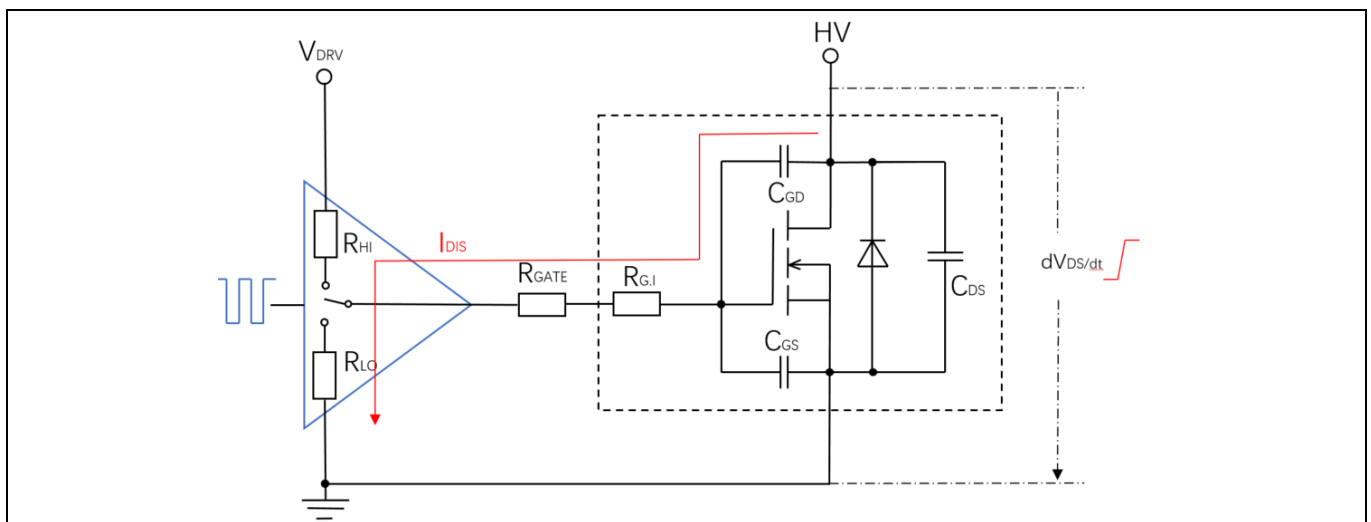 HV
VDRV
CGD
RHI
IDIS
RGATE
RG.I
dVDS/dt
CDS
CGS
RLO